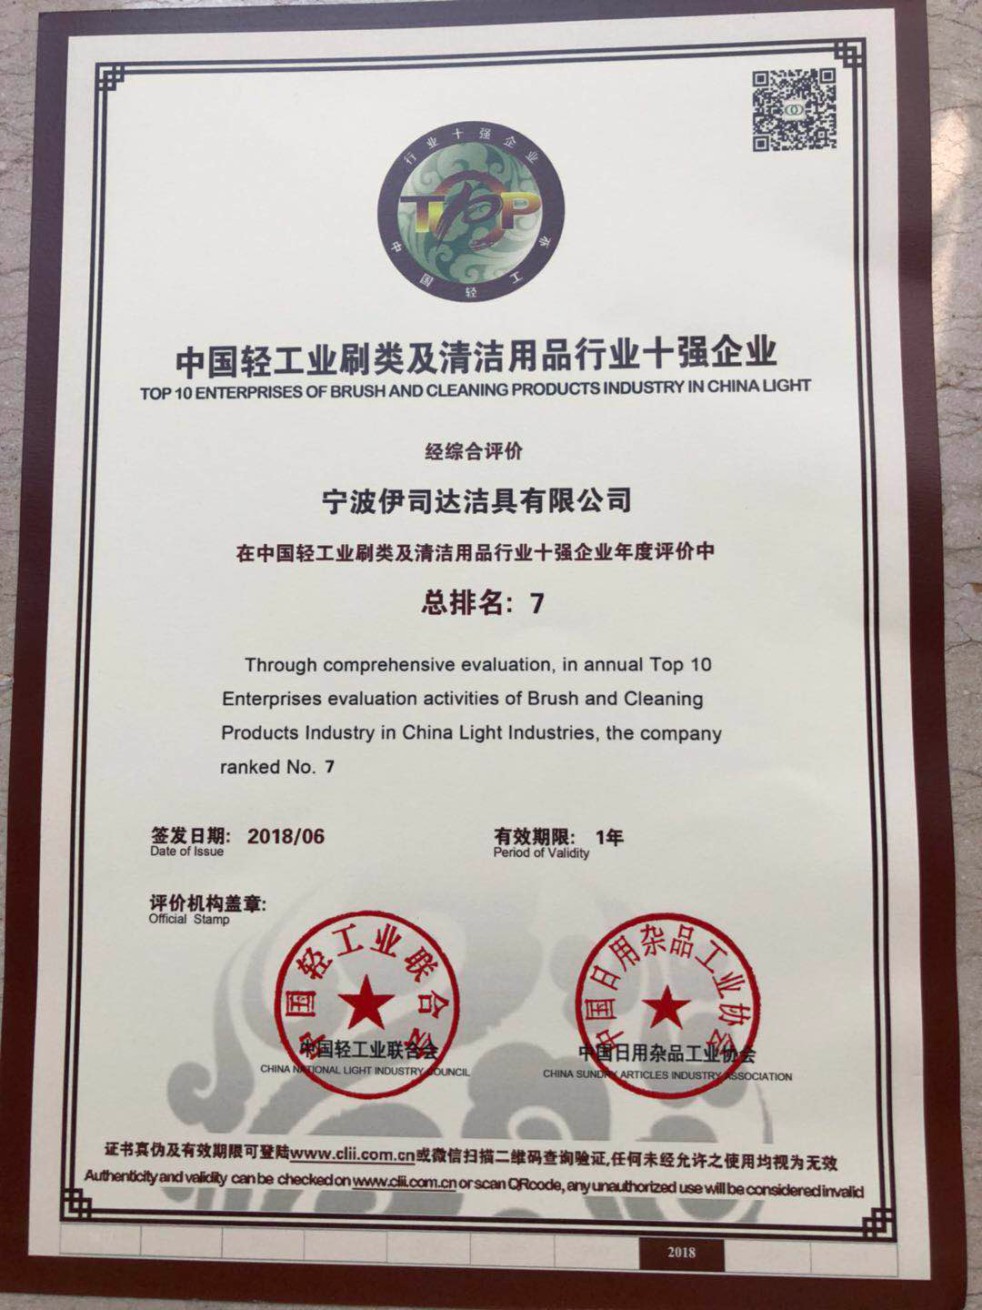 中国轻工业 行业十强企业 称
TOP
中国轻工业刷类及清洁用品行业十强企业
TOP 10 ENTERPRISES OF BRUSH AND CLEANING PRODUCTS INDUSTRY IN CHINA LIGHT
经综合评价
宁波伊司达洁具有限公司
在中国轻工业刷类及清洁用品行业十强企业年度评价中
总排名: 7
Through comprehensive evaluation, in annual Top 10
Enterprises evaluation activities of Brush and Cleaning
Products Industry in China Light Industries, the company
ranked No. 7
签发日期: 2018/06 有效期限: 1年
Date of Issue Period of Validity
评价机构盖章:
Official Stamp
中国轻工业联合会 中国日用杂品工业协会
中国轻工业联合会 中国日用杂品工业协会
CHINA NATIONAL LIGHT INDUSTRY COUNCIL CHINA SUNDRY ARTICLES INDUSTRY ASSOCIATION
证书真伪及有效期限可登陆www.clii.com.cn或微信扫描二维码查询验证,任何未经允许之使用均视为无效
Authenticity and validity can be checked on www.clii.com.cn or scan QRcode, any unauthorized use will be considered invalid
2018